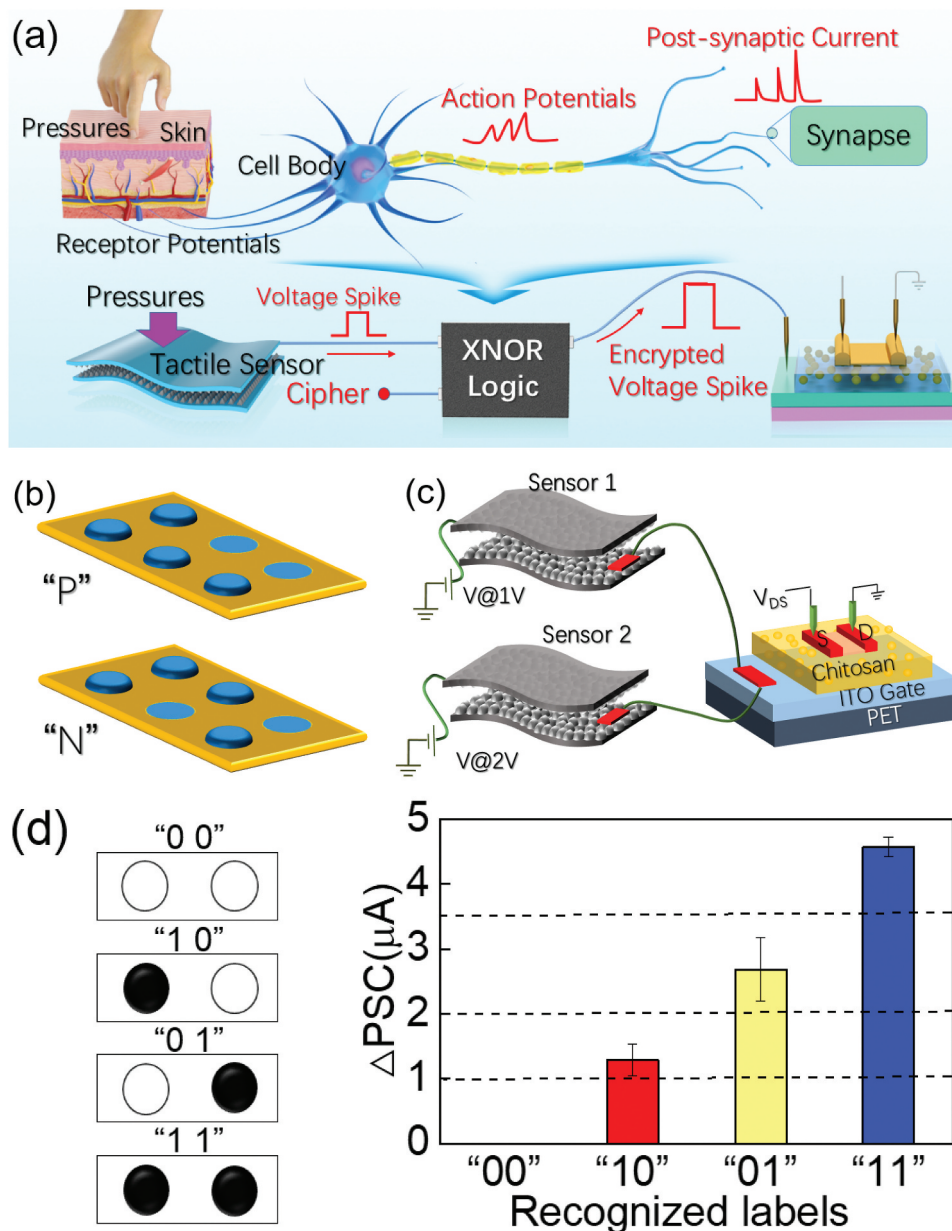 (a)
Post-synaptic Current
Action Potentials
Pressures
Skin
Cell Body
Synapse
Receptor Potentials
Pressures
Voltage Spike
Tactile Sensor
Cipher
XNOR
Logic
Encrypted
Voltage Spike
(b)
“P”
“N”
(c)
Sensor 1
V@1V
Sensor 2
V@2V
VDS
S
D
Chitosan
ITO Gate
PET
(d)
“0 0”
“1 0”
“0 1”
“1 1”
△PSC(μA)
5
4
3
2
1
0
“00” “10” “01” “11”
Recognized labels